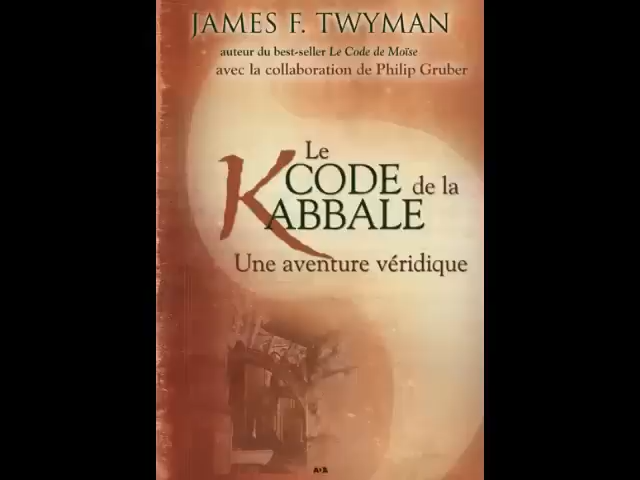 JAMES F. TWYMAN
auteur du best-seller Le Code de Moïse
avec la collaboration de Philip Gruber
Le
CODE de la
KABBALE
Une aventure véridique